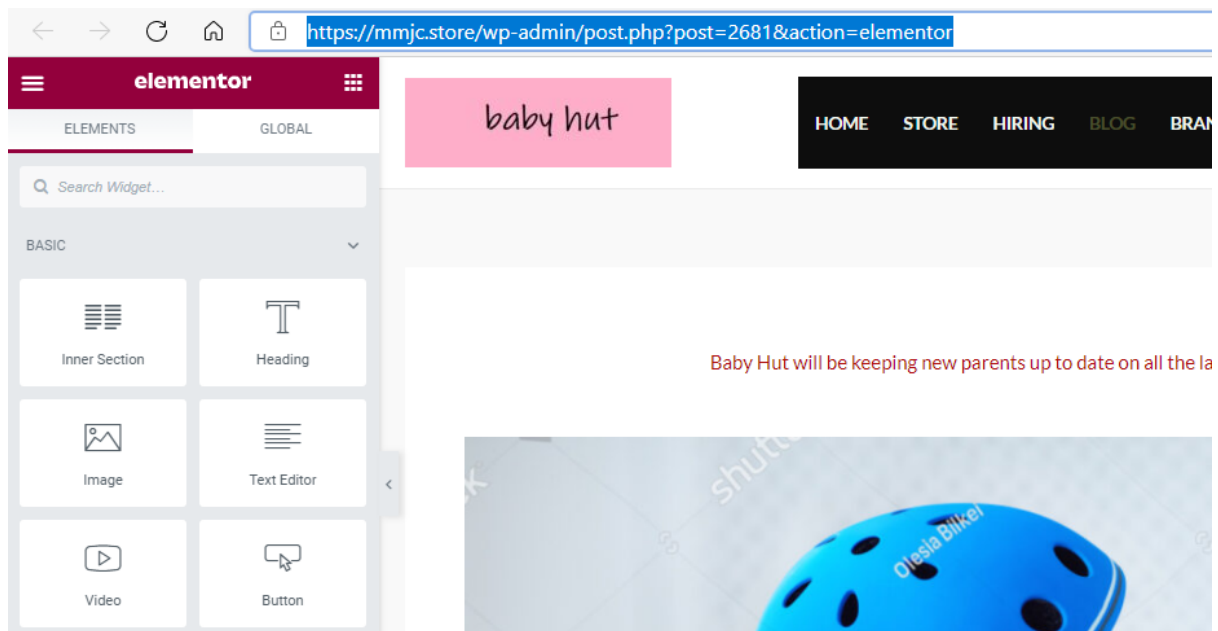 https://mmjc.store/wp-admin/post.php?post=2681&action=elementor
elementor
ELEMENTS GLOBAL
Search Widget...
BASIC
Inner Section Heading
Image Text Editor
Video Button
baby hut
HOME STORE HIRING BLOG BRAN
Baby Hut will be keeping new parents up to date on all the la
shutt
Olesia Bilkei